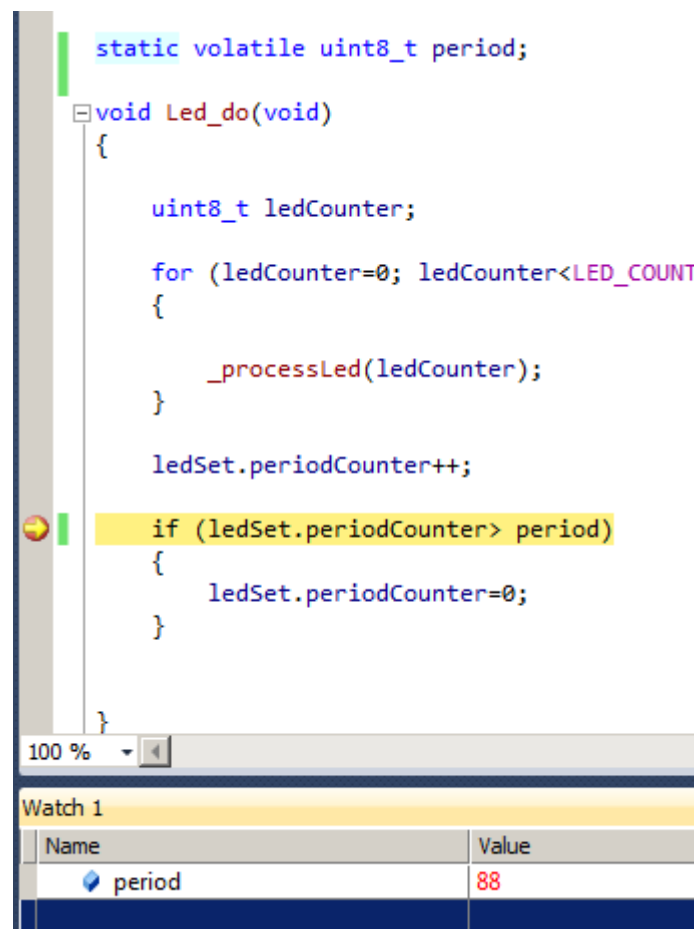 static volatile uint8_t period;
void Led_do(void)
{
uint8_t ledCounter;
for (ledCounter=0; ledCounter<LED_COUNT
{
_processLed(ledCounter);
}
ledSet.periodCounter++;
if (ledSet.periodCounter> period)
{
ledSet.periodCounter=0;
}
}
100 %
Watch 1
Name Value
period 88